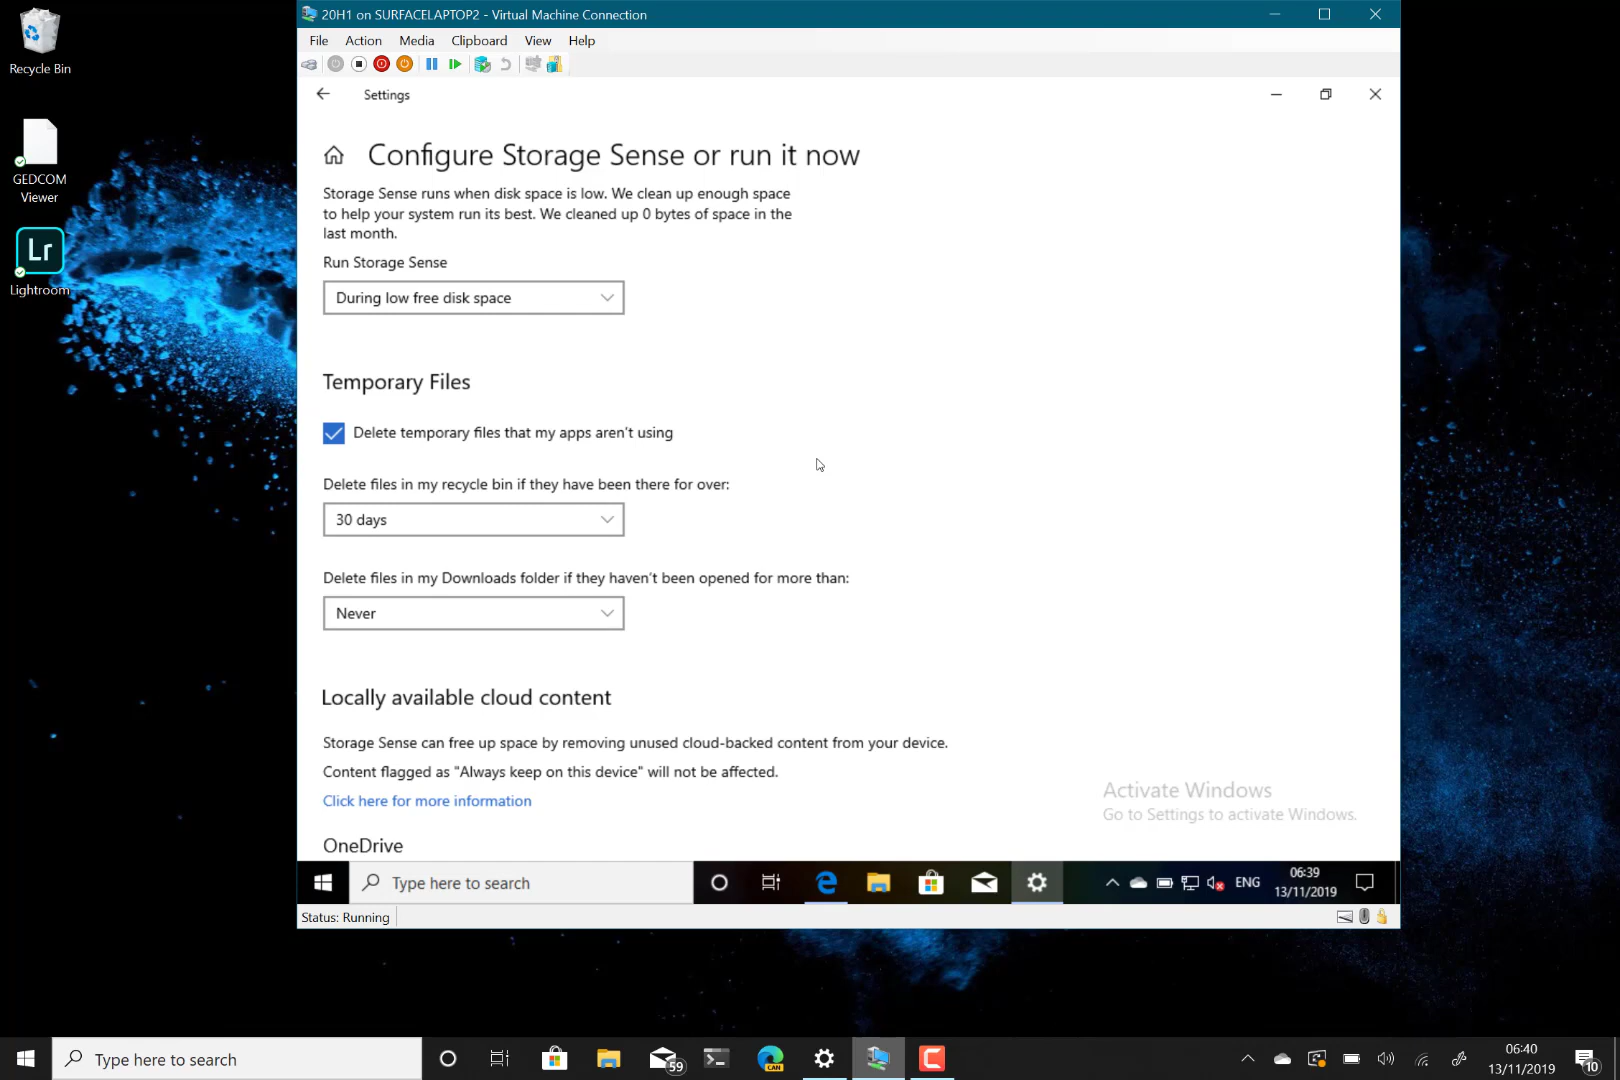 Recycle Bin
GEDCOM
Viewer
Lr
Lightroom
20H1 on SURFACELAPTOP2 - Virtual Machine Connection
File Action Media Clipboard View Help
Settings
Configure Storage Sense or run it now
Storage Sense runs when disk space is low. We clean up enough space
to help your system run its best. We cleaned up 0 bytes of space in the
last month.
Run Storage Sense
During low free disk space
Temporary Files
Delete temporary files that my apps aren't using
Delete files in my recycle bin if they have been there for over:
30 days
Delete files in my Downloads folder if they haven't been opened for more than:
Never
Locally available cloud content
Storage Sense can free up space by removing unused cloud-backed content from your device.
Content flagged as "Always keep on this device" will not be affected.
Click here for more information
OneDrive
Activate Windows
Go to Settings to activate Windows.
Type here to search
ENG
06:39
13/11/2019
Status: Running
Type here to search
59
CAN
06:40
13/11/2019
10